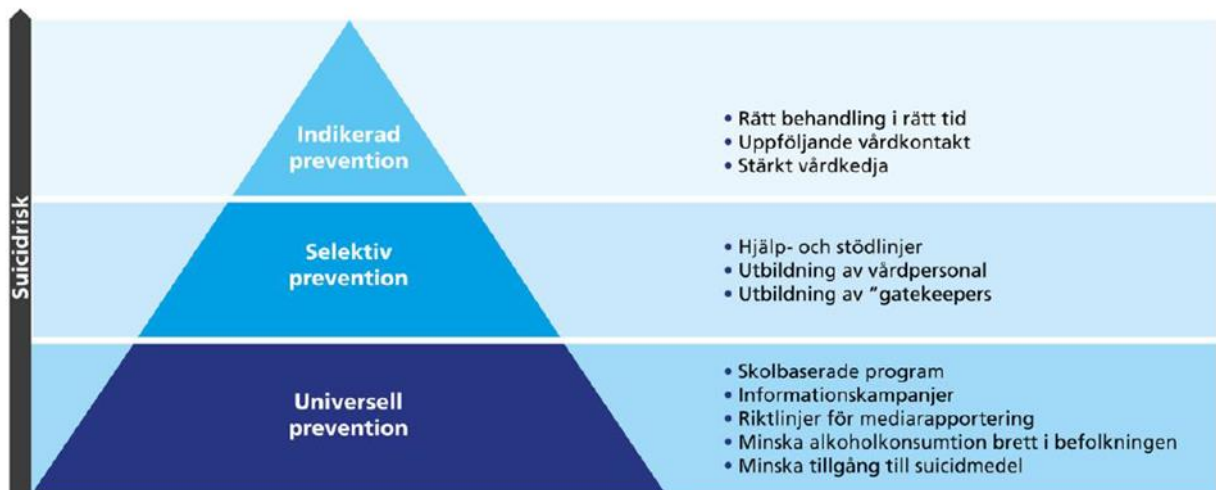 Suicidrisk
Indikerad
prevention
• Rätt behandling i rätt tid
• Uppföljande vårdkontakt
• Stärkt vårdkedja
Selektiv
prevention
• Hjälp- och stödlinjer
• Utbildning av vårdpersonal
• Utbildning av "gatekeepers
Universell
prevention
• Skolbaserade program
• Informationskampanjer
• Riktlinjer för mediarapportering
• Minska alkoholkonsumtion brett i befolkningen
• Minska tillgång till suicidmedel